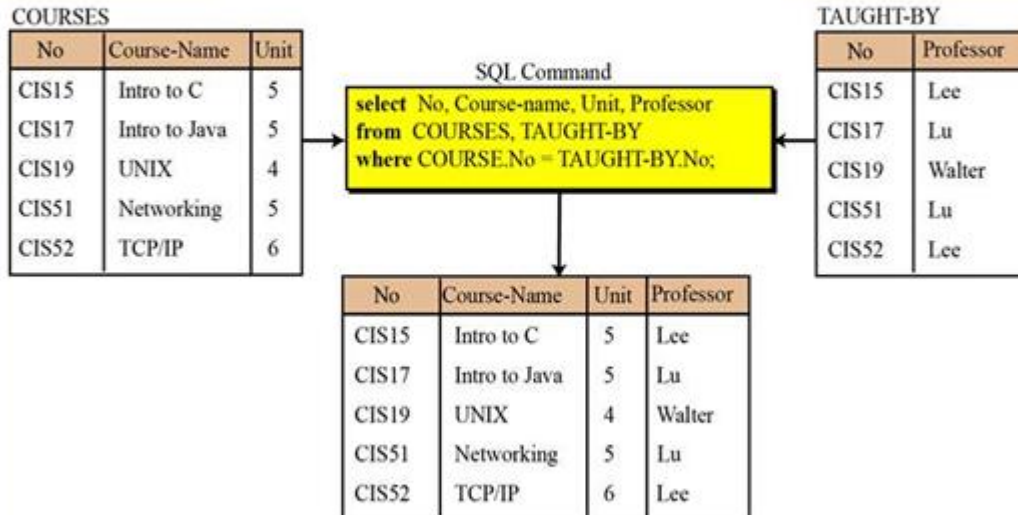 COURSES
No Course-Name Unit
CIS15 Intro to C 5
CIS17 Intro to Java 5
CIS19 UNIX 4
CIS51 Networking 5
CIS52 TCP/IP 6
SQL Command
select No, Course-name, Unit, Professor
from COURSES, TAUGHT-BY
where COURSE.No = TAUGHT-BY.No;
TAUGHT-BY
No Professor
CIS15 Lee
CIS17 Lu
CIS19 Walter
CIS51 Lu
CIS52 Lee
No Course-Name Unit Professor
CIS15 Intro to C 5 Lee
CIS17 Intro to Java 5 Lu
CIS19 UNIX 4 Walter
CIS51 Networking 5 Lu
CIS52 TCP/IP 6 Lee